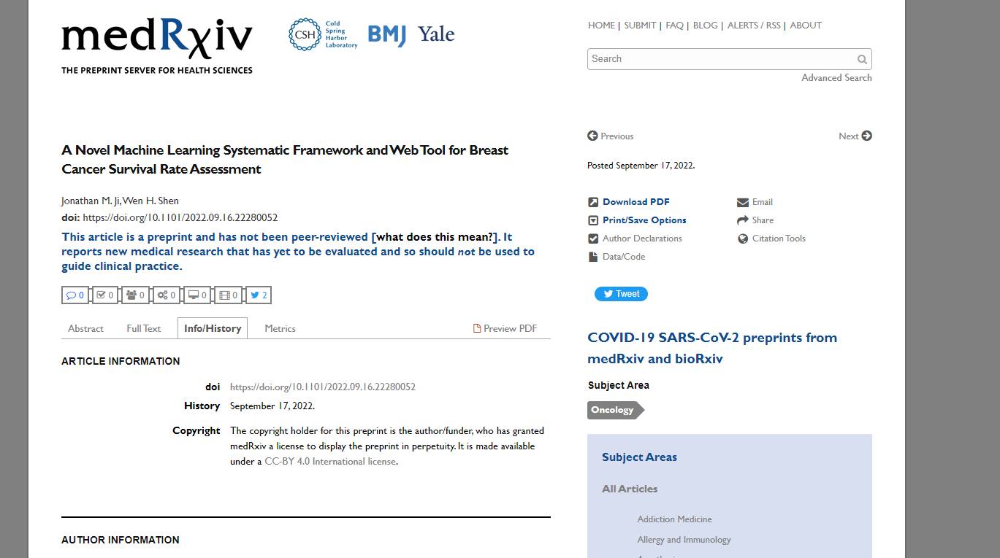 medRχiv
THE PREPRINT SERVER FOR HEALTH SCIENCES
CSH
Cold
Spring
Harbor
Laboratory
BMJ
Yale
HOME | SUBMIT | FAQ | BLOG | ALERTS / RSS | ABOUT
Search
Advanced Search
Previous
Next
A Novel Machine Learning Systematic Framework and Web Tool for Breast
Cancer Survival Rate Assessment
Jonathan M. Ji, Wen H. Shen
doi: https://doi.org/10.1101/2022.09.16.22280052
This article is a preprint and has not been peer-reviewed [what does this mean?]. It
reports new medical research that has yet to be evaluated and so should not be used to
guide clinical practice.
0 0 0 0 0 0 2
Abstract
Full Text
Info/History
Metrics
Preview PDF
ARTICLE INFORMATION
doi https://doi.org/10.1101/2022.09.16.22280052
History September 17, 2022.
Copyright The copyright holder for this preprint is the author/funder, who has granted
medRxiv a license to display the preprint in perpetuity. It is made available
under a CC-BY 4.0 International license.
AUTHOR INFORMATION
Posted September 17, 2022.
Download PDF
Print/Save Options
Author Declarations
Data/Code
Email
Share
Citation Tools
Tweet
COVID-19 SARS-CoV-2 preprints from
medRxiv and bioRxiv
Subject Area
Oncology
Subject Areas
All Articles
Addiction Medicine
Allergy and Immunology